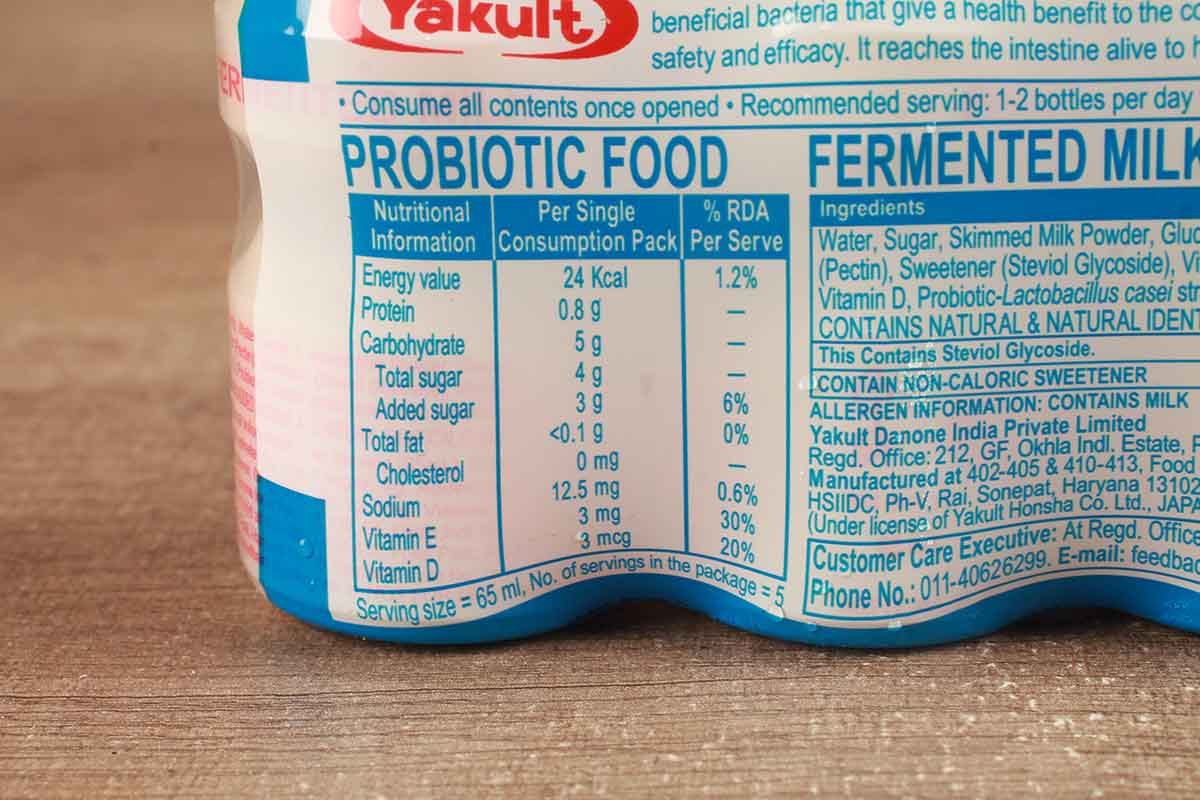 Yakult
beneficial bacteria that give a health benefit to the
safety and efficacy. It reaches the intestine alive to
• Consume all contents once opened • Recommended serving: 1-2 bottles per day
PROBIOTIC FOOD
Nutritional Information Per Single Consumption Pack % RDA Per Serve
Energy value 24 Kcal 1.2%
Protein 0.8 g —
Carbohydrate 5 g —
Total sugar 4 g —
Added sugar 3 g 6%
Total fat <0.1 g 0%
Cholesterol 0 mg —
Sodium 12.5 mg 0.6%
Vitamin E 3 mg 30%
Vitamin D 3 mcg 20%
Serving size = 65 ml, No. of servings in the package = 5
FERMENTED MILK
Ingredients
Water, Sugar, Skimmed Milk Powder,
(Pectin), Sweetener (Steviol Glycoside),
Vitamin D, Probiotic-Lactobacillus casei
CONTAINS NATURAL & NATURAL
This Contains Steviol Glycoside.
CONTAIN NON-CALORIC SWEETENER
ALLERGEN INFORMATION: CONTAINS MILK
Yakult Danone India Private Limited
Regd. Office: 212, GF, Okhla Indl. Estate,
Manufactured at 402-405 & 410-413, Food
HSIIDC, Ph-V, Rai, Sonepat, Haryana 13102
(Under license of Yakult Honsha Co. Ltd.,
Customer Care Executive: At Regd. Office
Phone No.: 011-40626299. E-mail: